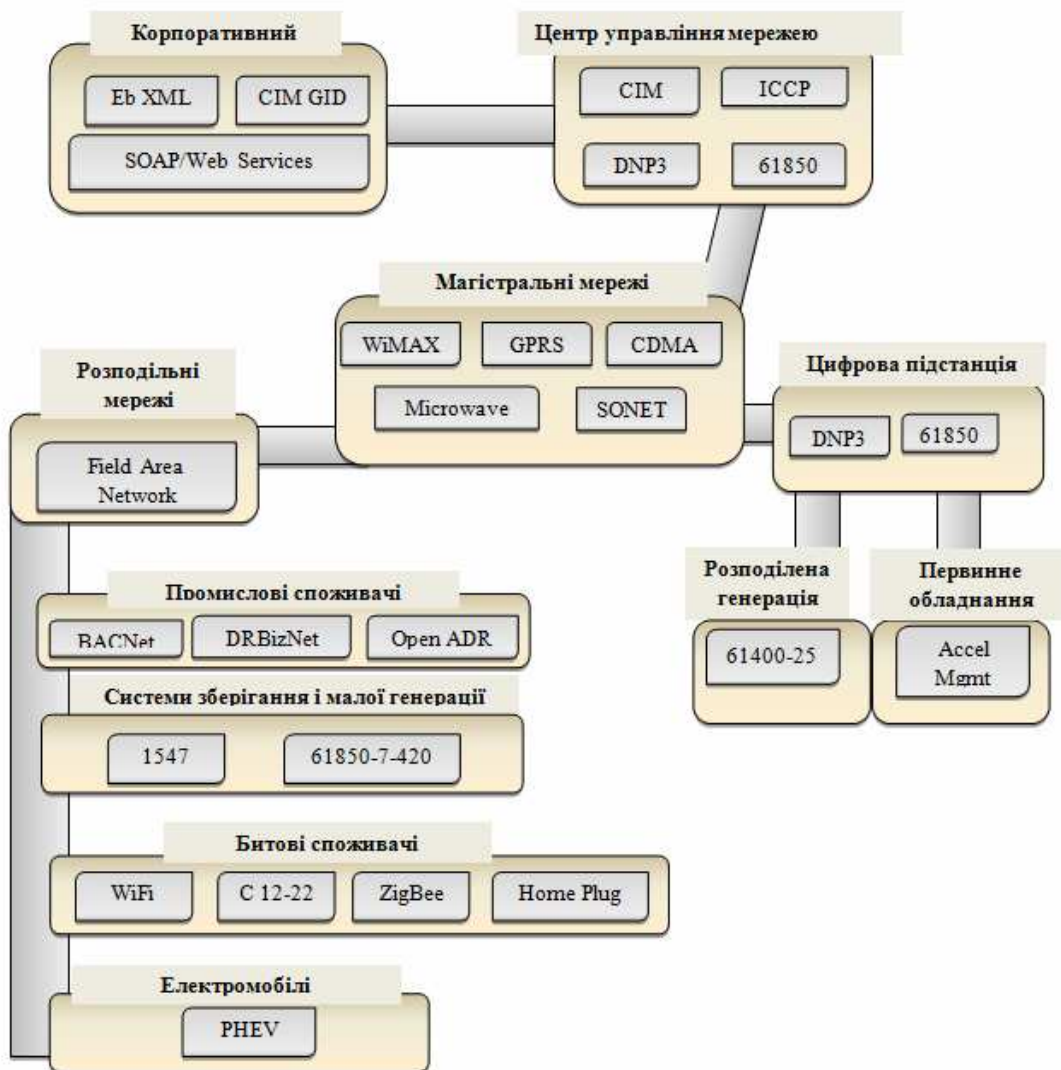 Корпоративний
Eb XML
CIM GID
SOAP/Web Services
Центр управління мережею
CIM
ICCP
DNP3
61850
Магістральні мережі
WiMAX
GPRS
CDMA
Microwave
SONET
Розподільні
мережі
Field Area
Network
Цифрова підстанція
DNP3
61850
Розподілена
генерація
61400-25
Первинне
обладнання
Accel
Mgmt
Промислові споживачі
BACNet
DRBizNet
Open ADR
Системи зберігання і малої генерації
1547
61850-7-420
Битові споживачі
WiFi
C 12-22
ZigBee
Home Plug
Електромобілі
PHEV